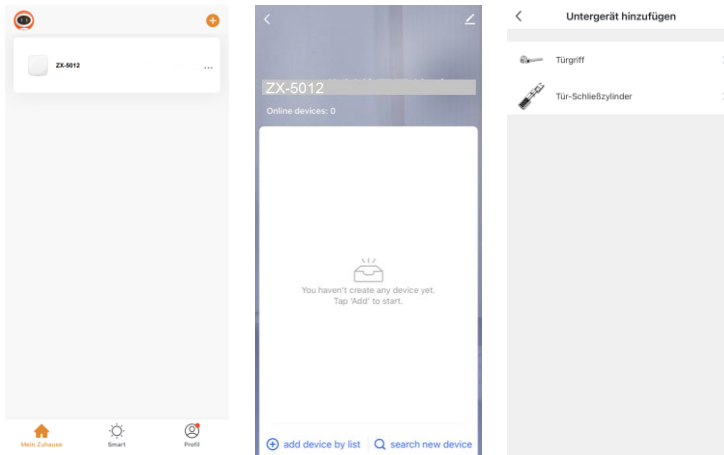 ZX-5012
...
Mein Zuhause
Smart
Profil
ZX-5012
Online devices: 0
You haven't create any device yet.
Tap 'Add' to start.
add device by list
search new device
Untergerät hinzufügen
Türgriff
Tür-Schließzylinder